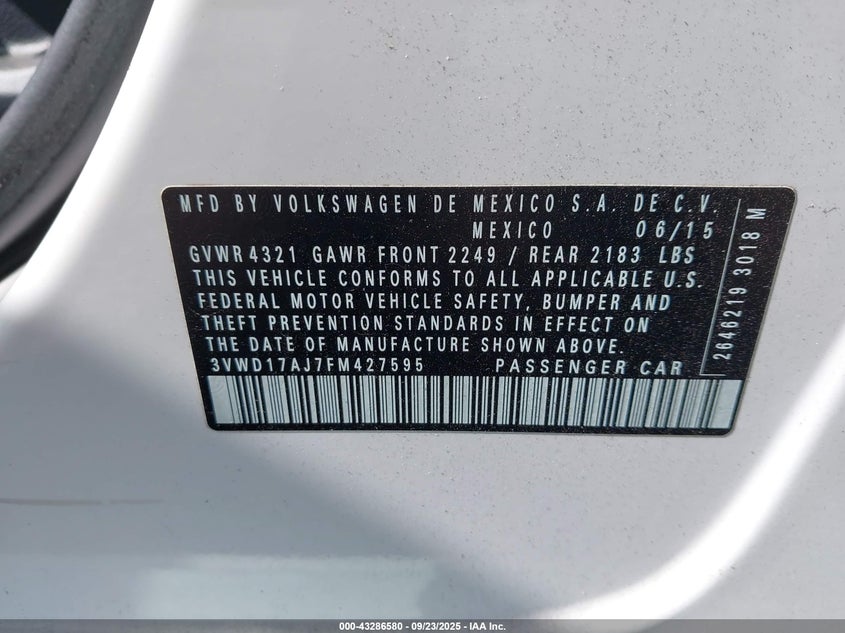 MFD BY VOLKSWAGEN DE MEXICO S.A. DE C.V.
MEXICO 06/15
GVWR 4321 GAWR FRONT 2249 / REAR 2183 LBS
THIS VEHICLE CONFORMS TO ALL APPLICABLE U.S.
FEDERAL MOTOR VEHICLE SAFETY, BUMPER AND
THEFT PREVENTION STANDARDS IN EFFECT ON
THE DATE OF MANUFACTURE SHOWN ABOVE.
3VWD17AJ7FM427595 PASSENGER CAR
2646219 3018 M
000-43286580 - 09/23/2025 - IAA Inc.